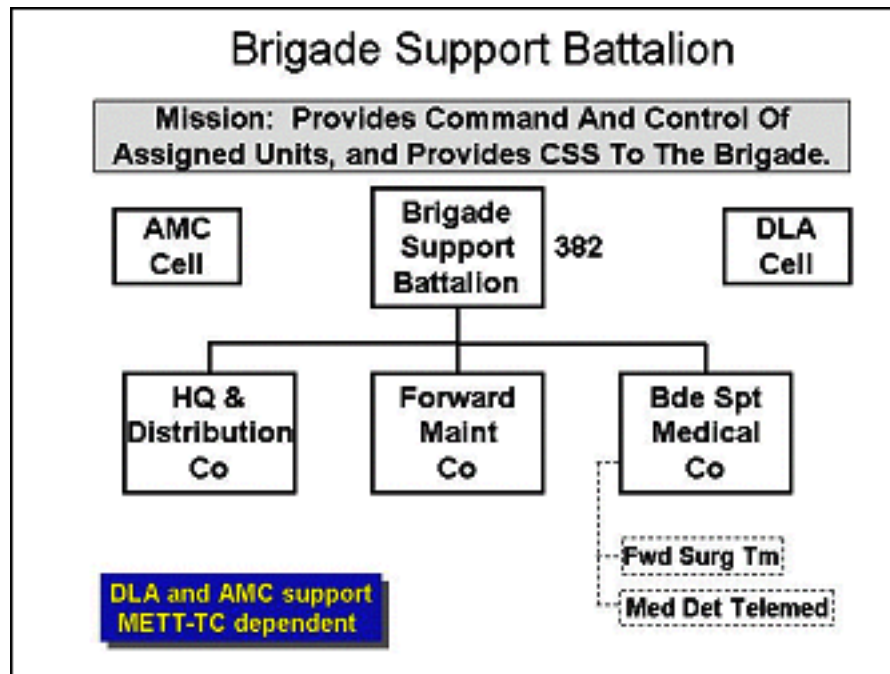 Brigade Support Battalion
Mission: Provides Command And Control Of
Assigned Units, and Provides CSS To The Brigade.
AMC
Cell
Brigade
Support
Battalion
382
DLA
Cell
HQ &
Distribution
Co
Forward
Maint
Co
Bde Spt
Medical
Co
Fwd Surg Tm
Med Det Telemed
DLA and AMC support
METT-TC dependent